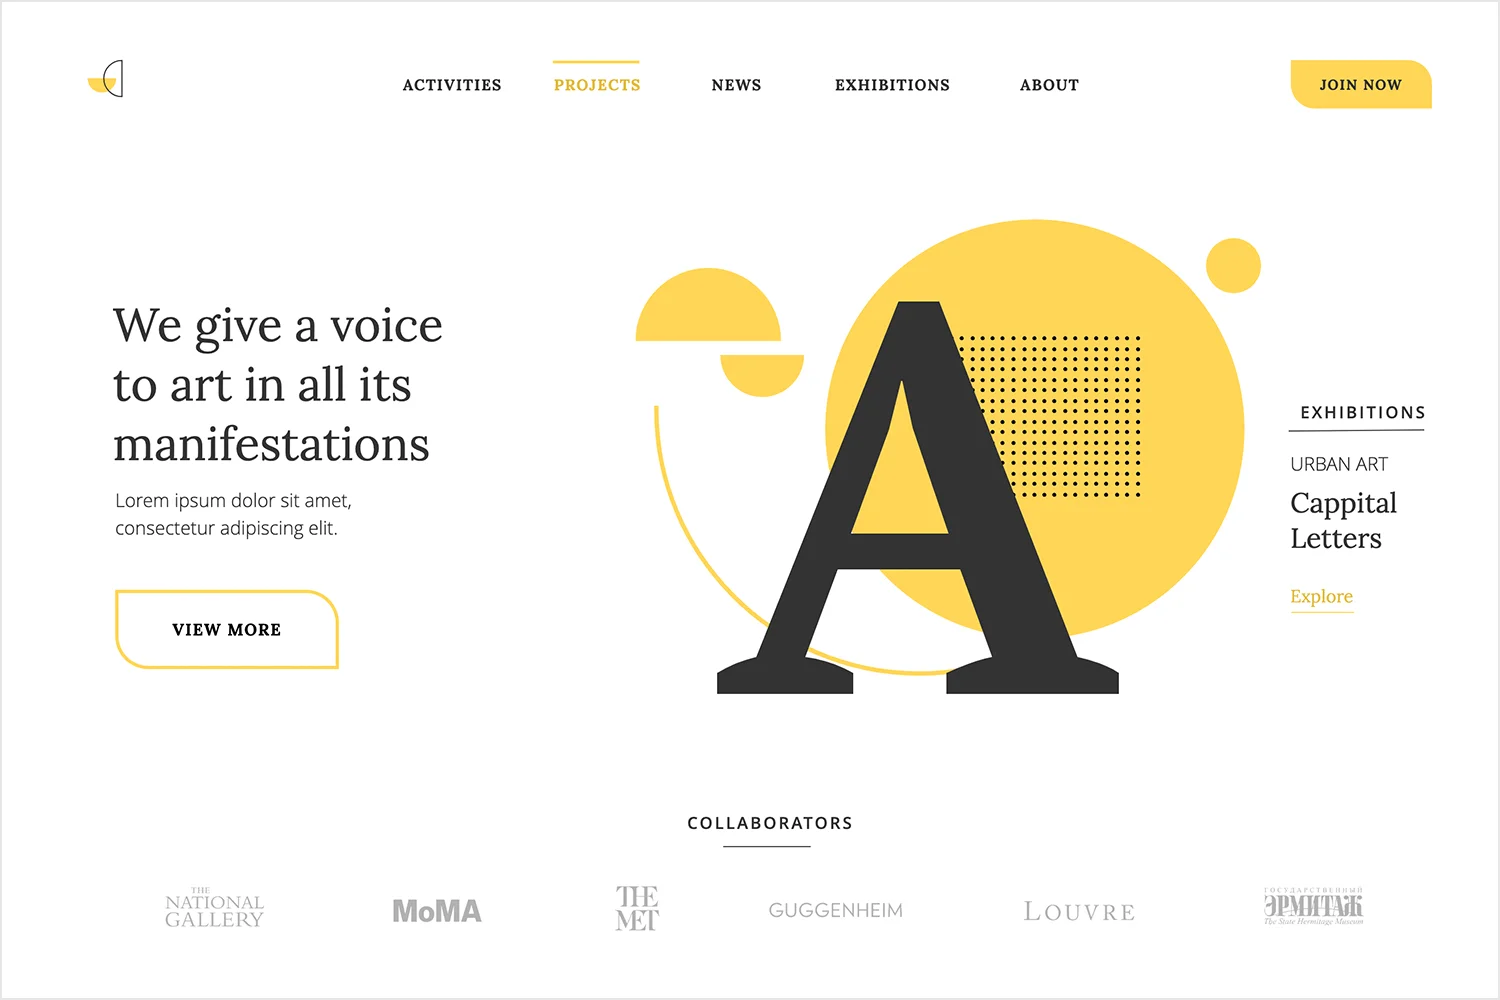 ACTIVITIES PROJECTS NEWS EXHIBITIONS ABOUT JOIN NOW
We give a voice
to art in all its
manifestations
Lorem ipsum dolor sit amet,
consectetur adipiscing elit.
VIEW MORE
A
EXHIBITIONS
URBAN ART
Cappital
Letters
Explore
COLLABORATORS
THE
NATIONAL
GALLERY
MoMA
THE
MET
GUGGENHEIM
LOUVRE
ГОСУДАРСТВЕННЫЙ
ЭРМИТАЖ
The State Hermitage Museum